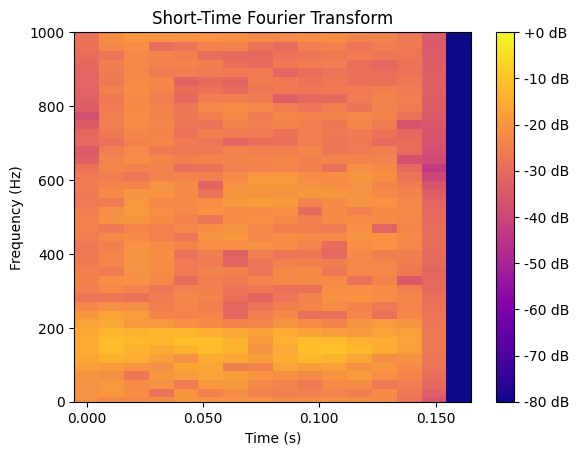 Short-Time Fourier Transform
1000
800
600
400
200
0
Frequency (Hz)
0.000
0.050
0.100
0.150
Time (s)
+0 dB
-10 dB
-20 dB
-30 dB
-40 dB
-50 dB
-60 dB
-70 dB
-80 dB